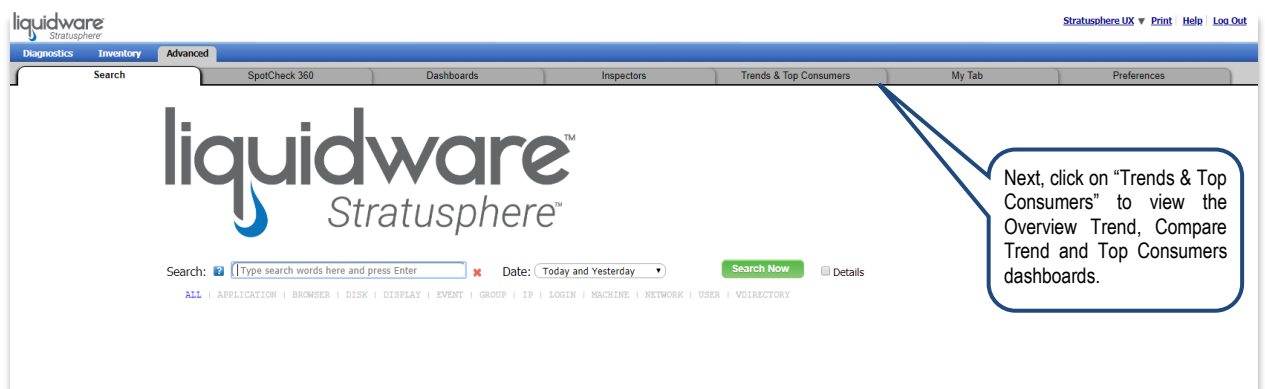 liquidware
Stratusphere
Stratusphere UX ▼ Print | Help | Log Out
Diagnostics Inventory Advanced
Search SpotCheck 360 Dashboards Inspectors Trends & Top Consumers My Tab Preferences
liquidware™
Stratusphere™
Next, click on “Trends & Top
Consumers” to view the
Overview Trend, Compare
Trend and Top Consumers
dashboards.
Search: ? Type search words here and press Enter ✖ Date: Today and Yesterday ▼ Search Now Details
ALL | APPLICATION | BROWSER | DISK | DISPLAY | EVENT | GROUP | IP | LOGIN | MACHINE | NETWORK | USER | VDIRECTORY